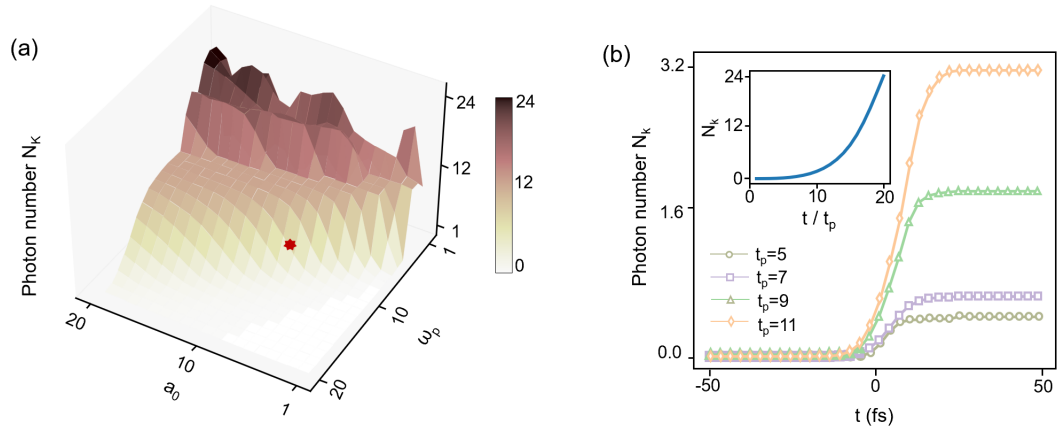 (a)
Photon number N_K
24
12
1
24
12
0
20
10
1
a_0
1
10
20
ω_p
(b)
Photon number N_k
3.2
1.6
0.0
-50
0
50
t (fs)
N_k
24
12
0
0
10
20
t / t_p
t_p=5
t_p=7
t_p=9
t_p=11